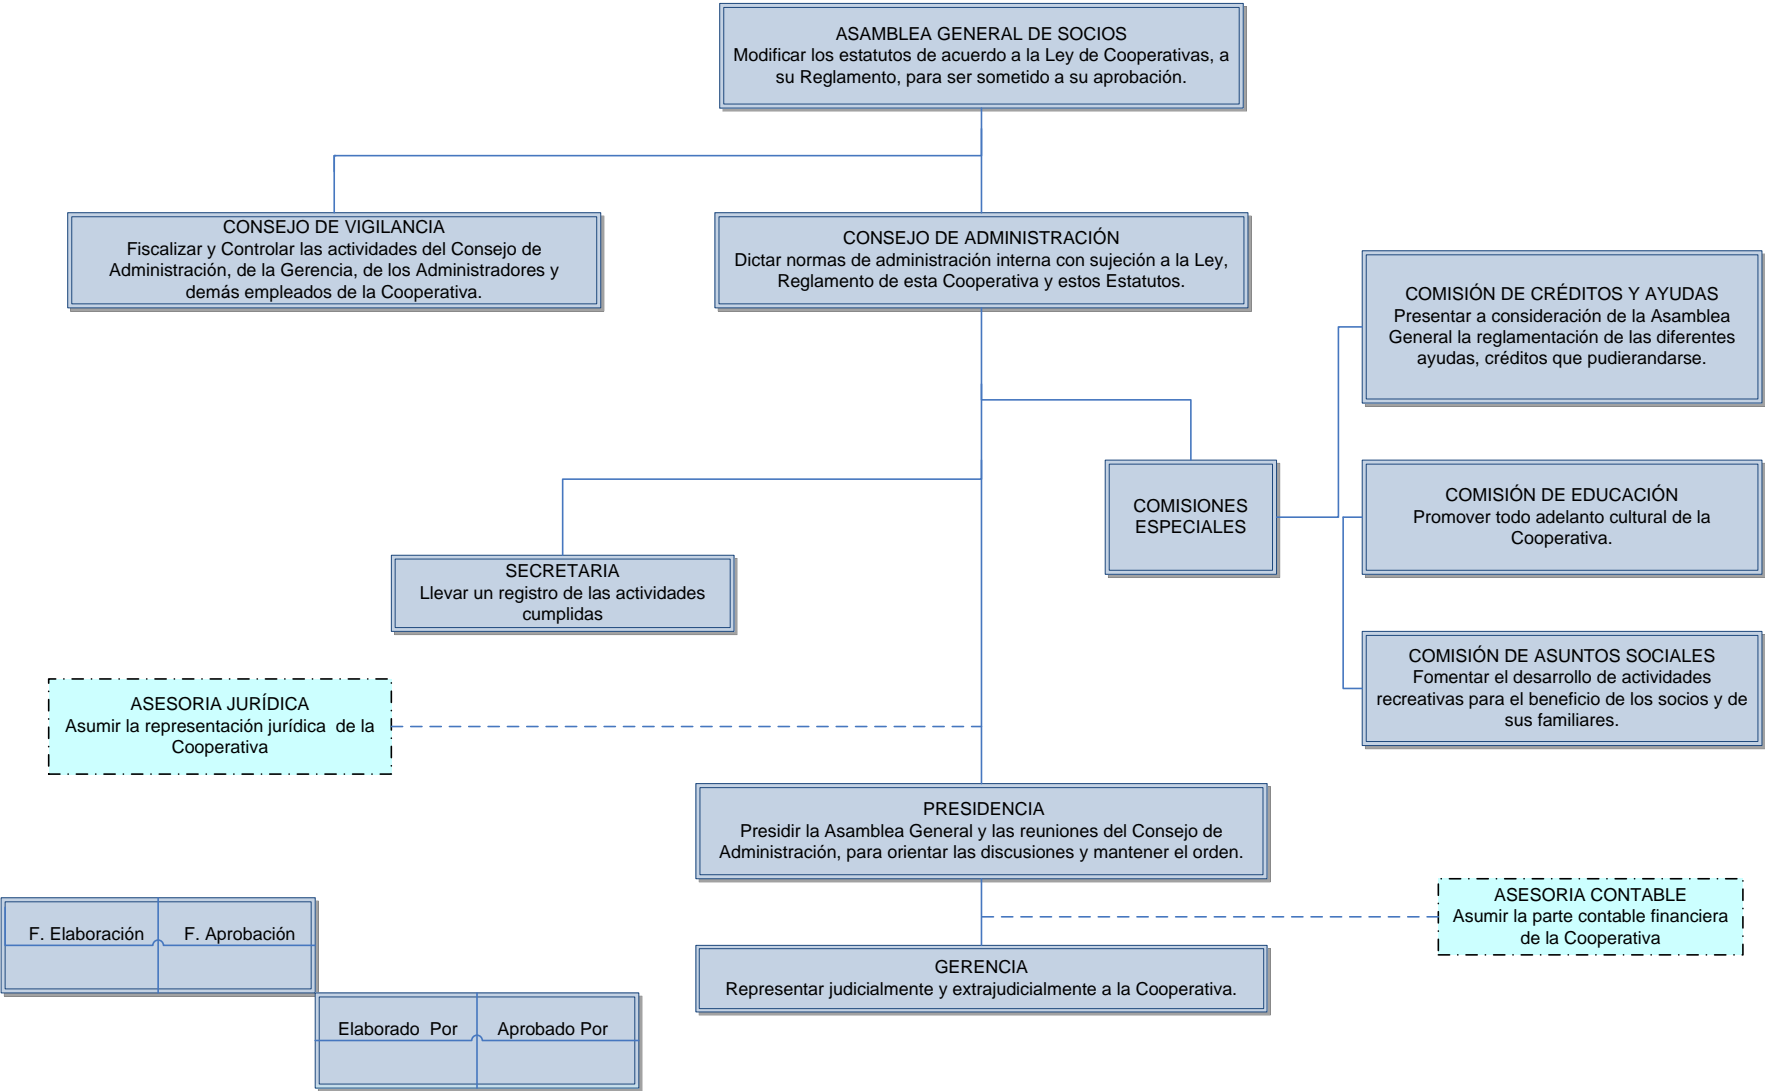 ASAMBLEA GENERAL DE SOCIOS
Modificar los estatutos de acuerdo a la Ley de Cooperativas, a
su Reglamento, para ser sometido a su aprobación.
CONSEJO DE VIGILANCIA
Fiscalizar y Controlar las actividades del Consejo de
Administración, de la Gerencia, de los Administradores y
demás empleados de la Cooperativa.
CONSEJO DE ADMINISTRACIÓN
Dictar normas de administración interna con sujeción a la Ley,
Reglamento de esta Cooperativa y estos Estatutos.
COMISIÓN DE CRÉDITOS Y AYUDAS
Presentar a consideración de la Asamblea
General la reglamentación de las diferentes
ayudas, créditos que pudierandarse.
COMISIONES
ESPECIALES
COMISIÓN DE EDUCACIÓN
Promover todo adelanto cultural de la
Cooperativa.
SECRETARIA
Llevar un registro de las actividades
cumplidas
COMISIÓN DE ASUNTOS SOCIALES
Fomentar el desarrollo de actividades
recreativas para el beneficio de los socios y de
sus familiares.
ASESORIA JURÍDICA
Asumir la representación jurídica  de la
Cooperativa
PRESIDENCIA
Presidir la Asamblea General y las reuniones del Consejo de
Administración, para orientar las discusiones y mantener el orden.
ASESORIA CONTABLE
Asumir la parte contable financiera
de la Cooperativa
GERENCIA
Representar judicialmente y extrajudicialmente a la Cooperativa.
F. Elaboración
F. Aprobación
Elaborado  Por
Aprobado Por